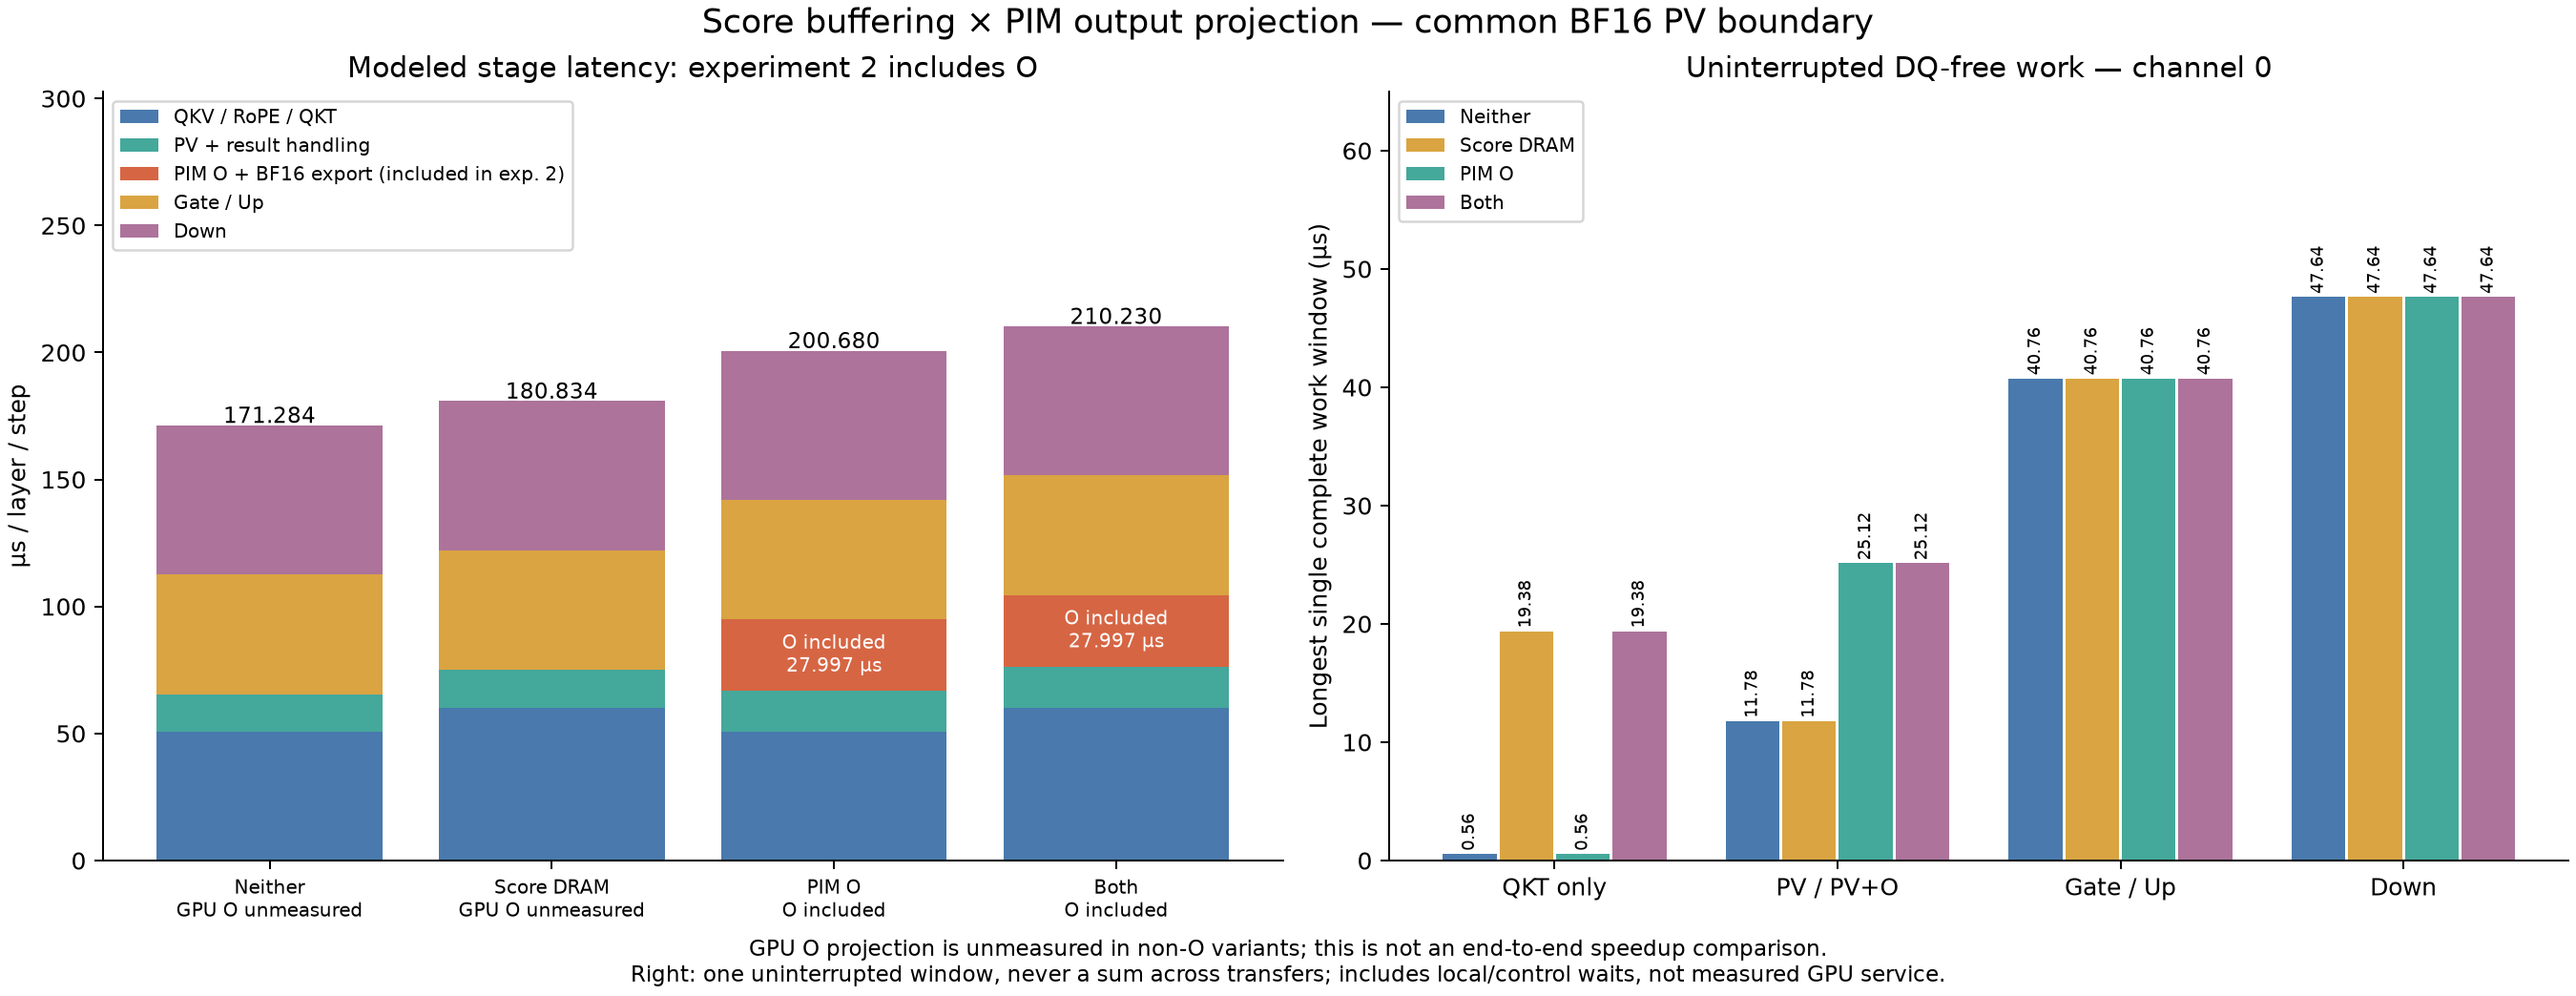 Score buffering × PIM output projection — common BF16 PV boundary
Modeled stage latency: experiment 2 includes O
µs / layer / step
300
250
200
150
100
50
0
QKV / RoPE / QKT
PV + result handling
PIM O + BF16 export (included in exp. 2)
Gate / Up
Down
171.284
180.834
200.680
210.230
O included
27.997 µs
O included
27.997 µs
Neither
GPU O unmeasured
Score DRAM
GPU O unmeasured
PIM O
O included
Both
O included
Uninterrupted DQ-free work — channel 0
Longest single complete work window (µs)
60
50
40
30
20
10
0
Neither
Score DRAM
PIM O
Both
0.56
19.38
0.56
19.38
11.78
11.78
25.12
25.12
40.76
40.76
40.76
40.76
47.64
47.64
47.64
47.64
QKT only
PV / PV+O
Gate / Up
Down
GPU O projection is unmeasured in non-O variants; this is not an end-to-end speedup comparison.
Right: one uninterrupted window, never a sum across transfers; includes local/control waits, not measured GPU service.